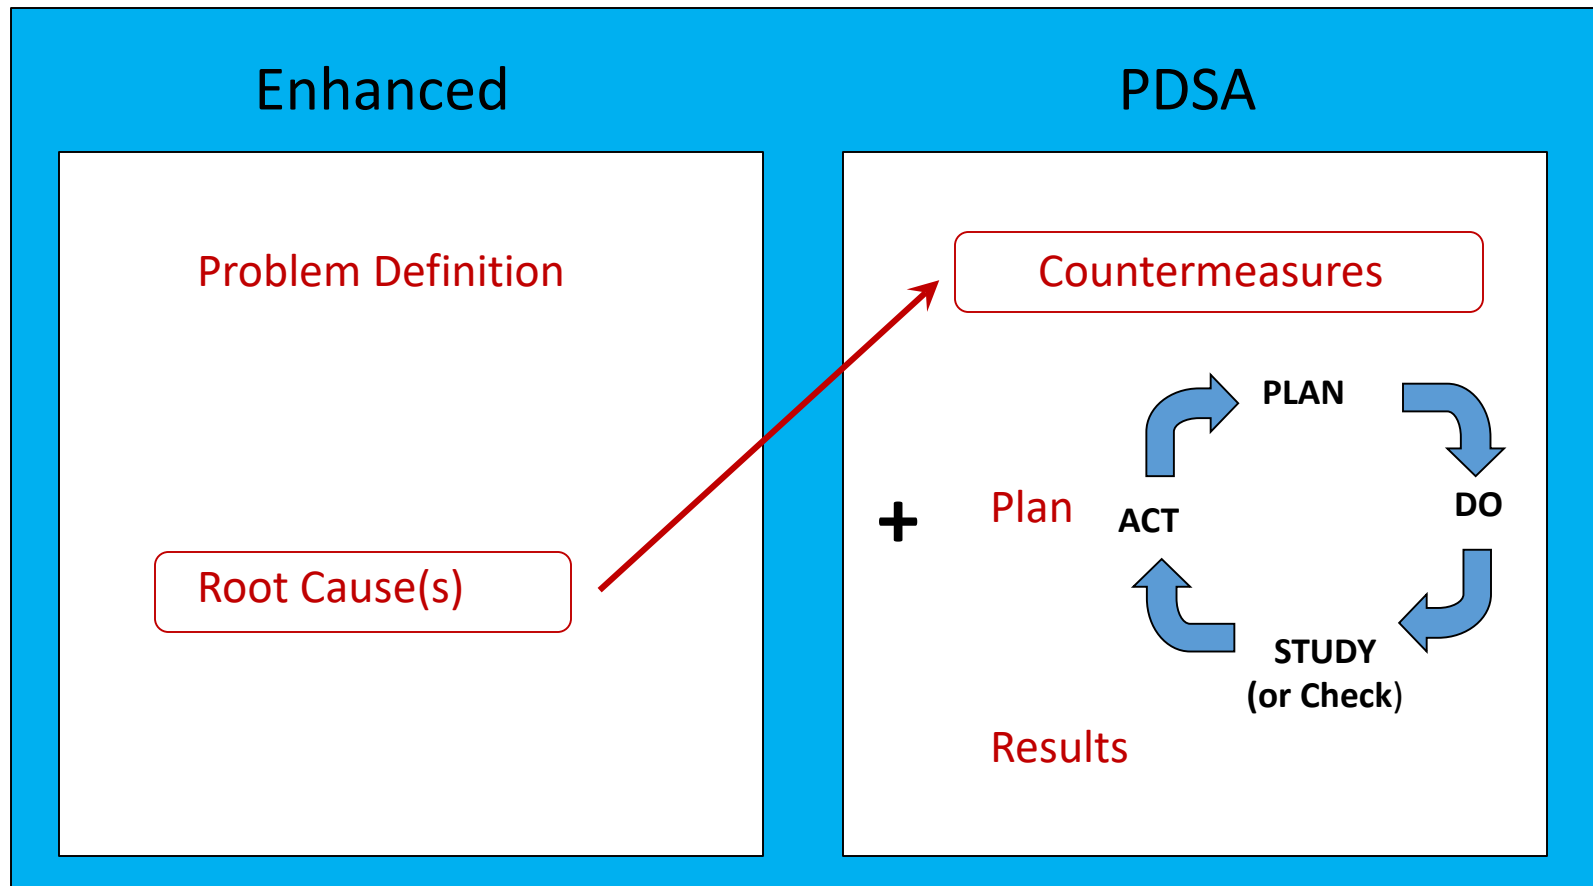 Enhanced
PDSA
Problem Definition
Root Cause(s)
Countermeasures
+
Plan
PLAN
DO
STUDY
(or Check)
ACT
Results